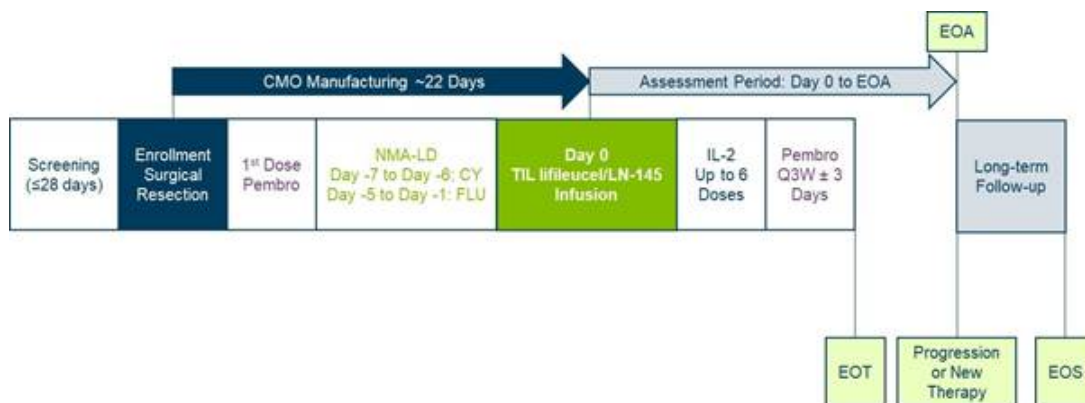 EOA
CMO Manufacturing ~22 Days
Assessment Period: Day 0 to EOA
Screening
(≤28 days)
Enrollment
Surgical
Resection
1st Dose
Pembro
NMA-LD
Day -7 to Day -6; CY
Day -5 to Day -1: FLU
Day 0
TIL lifileucel/LN-145
Infusion
IL-2
Up to 6
Doses
Pembro
Q3W ± 3
Days
Long-term
Follow-up
EOT
Progression
or New
Therapy
EOS